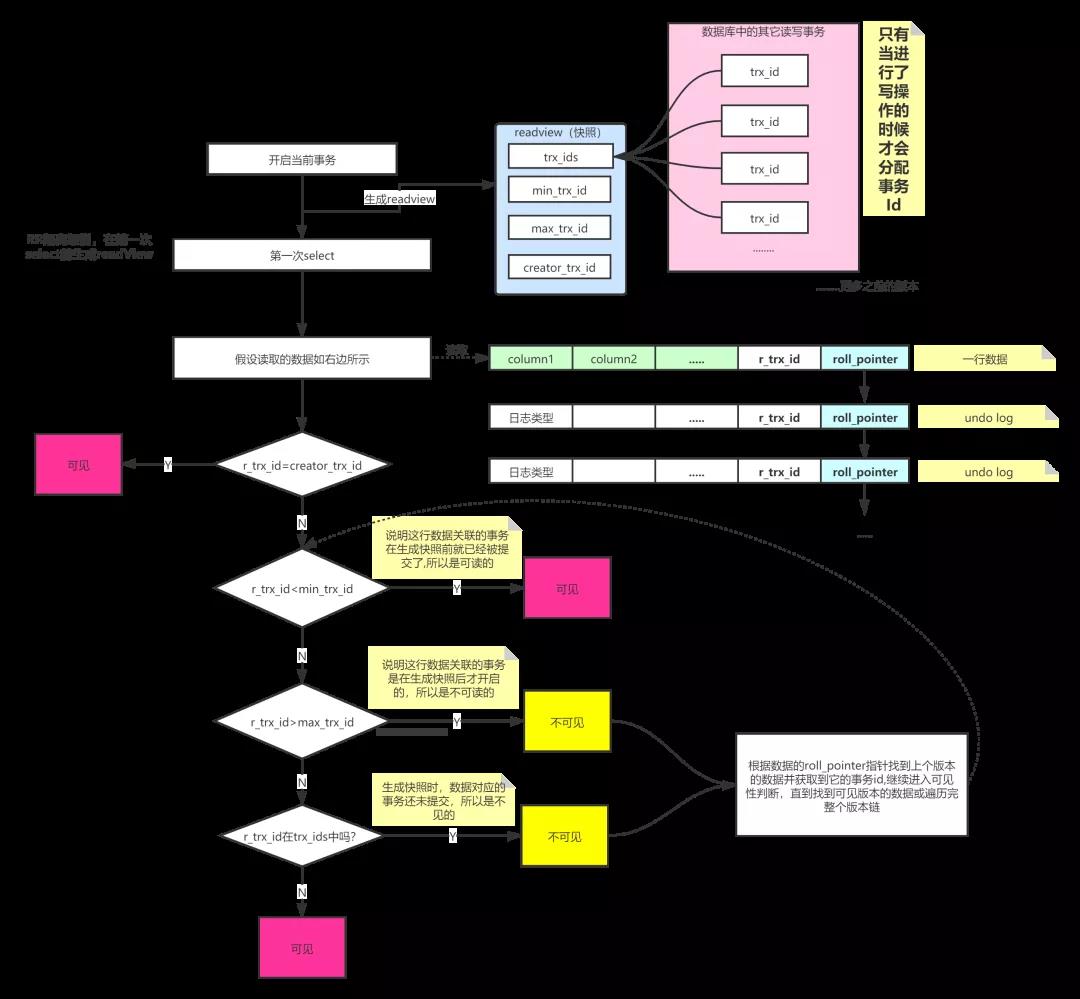 数据库中的其它读写事务
trx_id
trx_id
trx_id
trx_id
........
只有
当进
行了
写操
作的
时候
才会
分配
事务
Id
readview（快照）
trx_ids
min_trx_id
max_trx_id
creator_trx_id
开启当前事务
生成readview
RR隔离级别，在第一次
select前生成readView
第一次select
.........更多之前的版本
假设读取的数据如右边所示
读取
column1 column2 ..... r_trx_id roll_pointer 一行数据
日志类型 ..... r_trx_id roll_pointer undo log
日志类型 ..... r_trx_id roll_pointer undo log
......
可见
Y
r_trx_id=creator_trx_id
N
说明这行数据关联的事务
在生成快照前就已经被提
交了,所以是可读的
r_trx_id<min_trx_id
Y
可见
N
说明这行数据关联的事务
是在生成快照后才开启
的，所以是不可读的
r_trx_id>max_trx_id
Y
不可见
N
生成快照时，数据对应的
事务还未提交，所以是不
见的
r_trx_id在trx_ids中吗?
Y
不可见
根据数据的roll_pointer指针找到上个版本
的数据并获取到它的事务id,继续进入可见
性判断，直到找到可见版本的数据或遍历完
整个版本链
N
可见